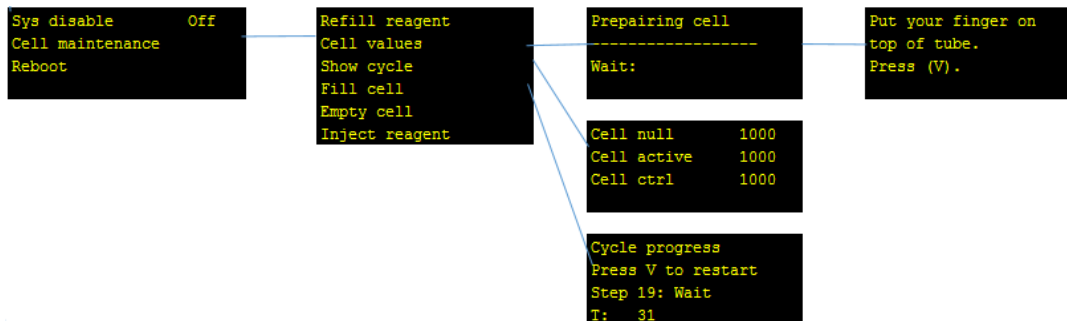 Sys disable Off
Cell maintenance
Reboot
Refill reagent
Cell values
Show cycle
Fill cell
Empty cell
Inject reagent
Prepairing cell
------------------
Wait:
Put your finger on
top of tube.
Press (V).
Cell null 1000
Cell active 1000
Cell ctrl 1000
Cycle progress
Press V to restart
Step 19: Wait
T: 31